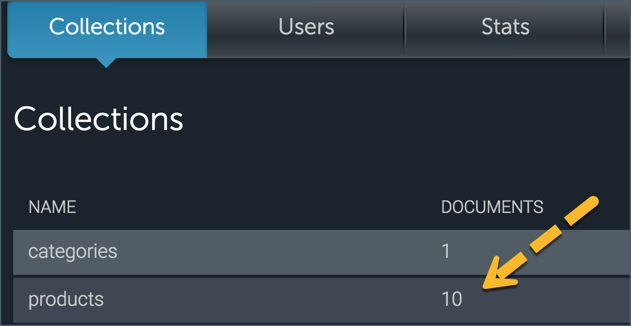 Collections Users Stats
Collections
NAME DOCUMENTS
categories 1
products 10